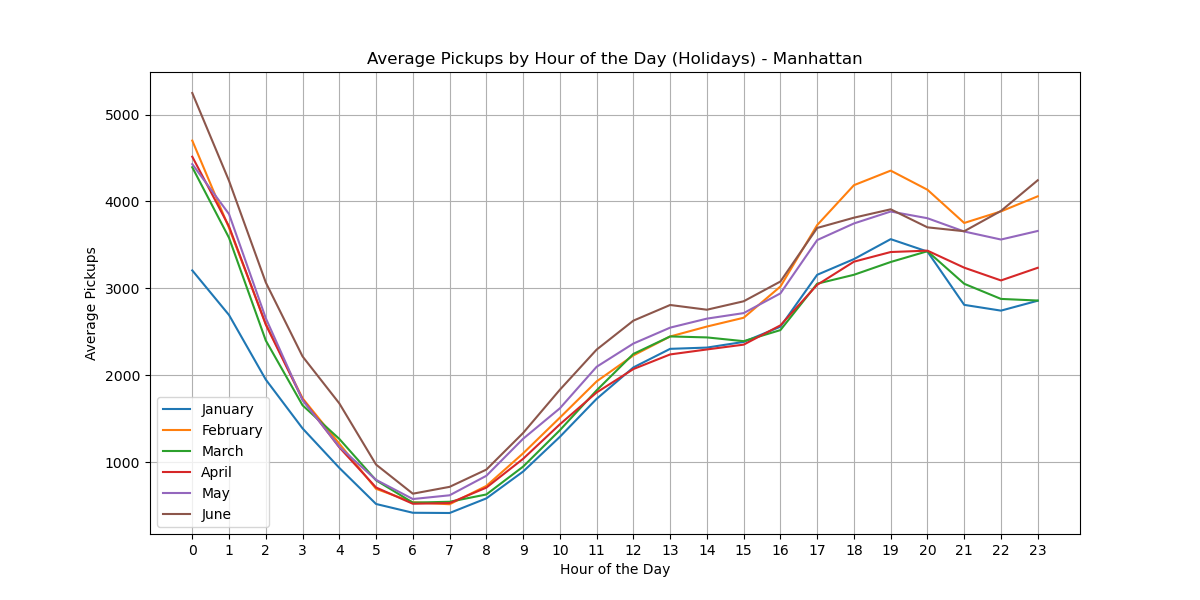 Average Pickups by Hour of the Day (Holidays) - Manhattan
Average Pickups
5000
4000
3000
2000
1000
January
February
March
April
May
June
0 1 2 3 4 5 6 7 8 9 10 11 12 13 14 15 16 17 18 19 20 21 22 23
Hour of the Day